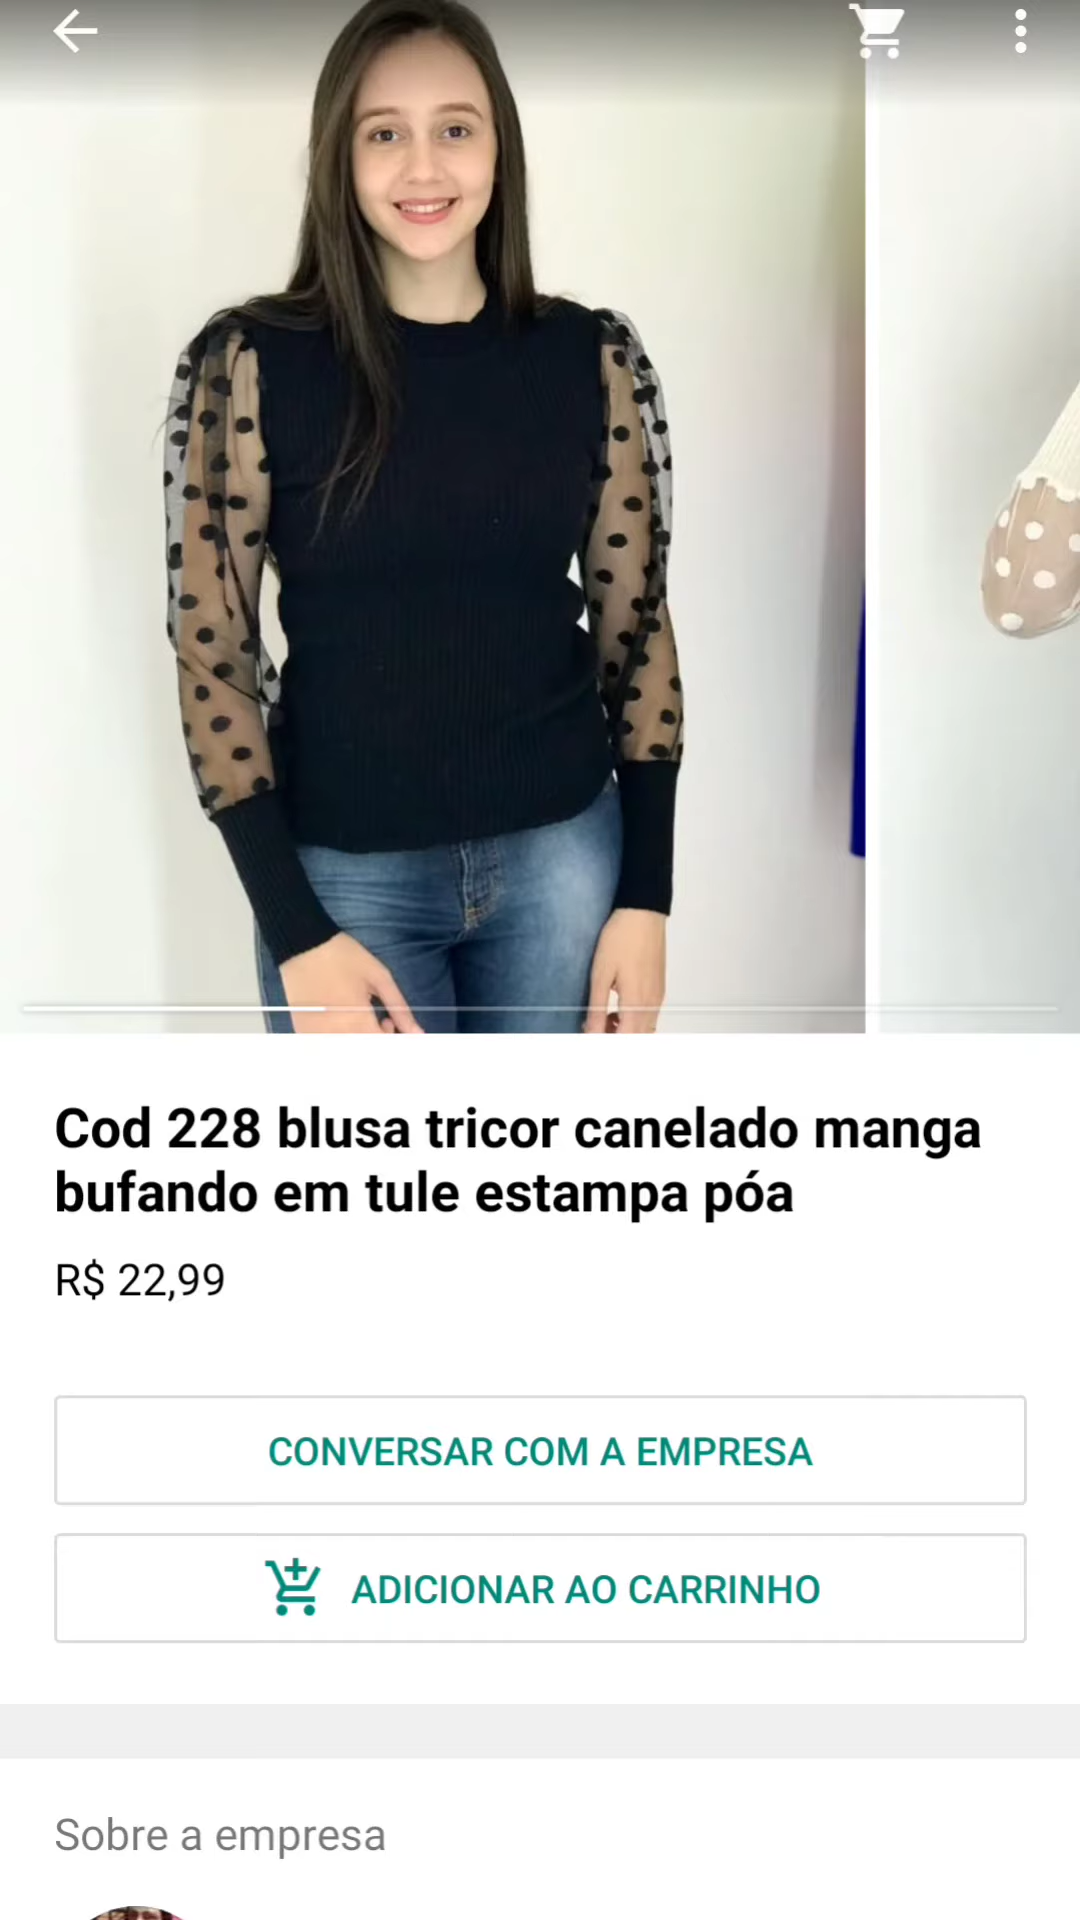 Cod 228 blusa tricor canelado manga
bufando em tule estampa póa
R$ 22,99
CONVERSAR COM A EMPRESA
ADICIONAR AO CARRINHO
Sobre a empresa